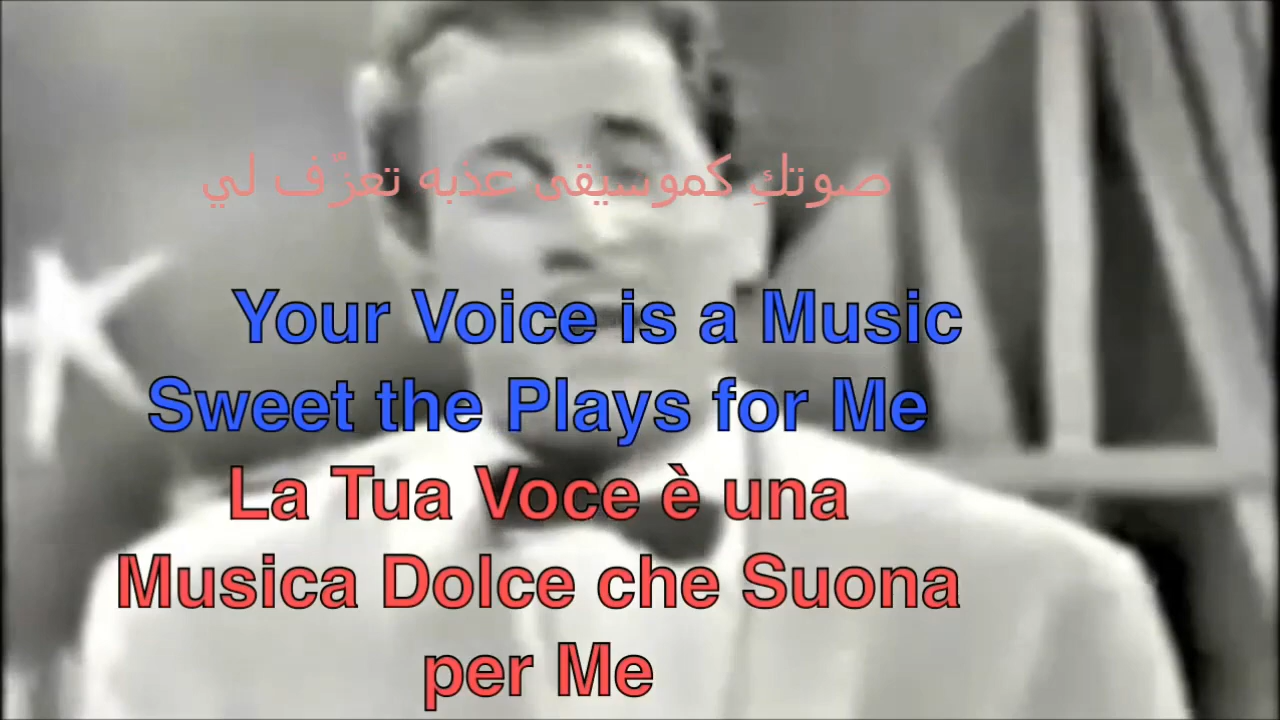 صوتكِ كموسيقى عذبه تعزّف لي
Your Voice is a Music
Sweet the Plays for Me
La Tua Voce è una
Musica Dolce che Suona
per Me